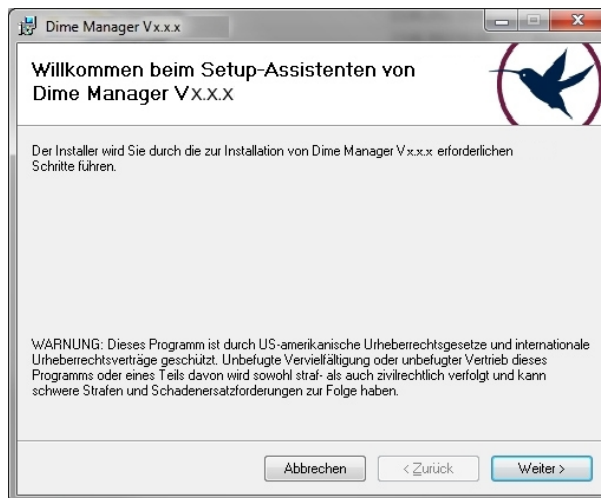 Dime Manager Vx.x.x
Willkommen beim Setup-Assistenten von
Dime Manager Vx.x.x
Der Installer wird Sie durch die zur Installation von Dime Manager Vx.x.x erforderlichen
Schritte führen.
WARNUNG: Dieses Programm ist durch US-amerikanische Urheberrechtsgesetze und internationale
Urheberrechtsverträge geschützt. Unbefugte Vervielfältigung oder unbefugter Vertrieb dieses
Programms oder eines Teils davon wird sowohl straf- als auch zivilrechtlich verfolgt und kann
schwere Strafen und Schadenersatzforderungen zur Folge haben.
Abbrechen < Zurück Weiter >